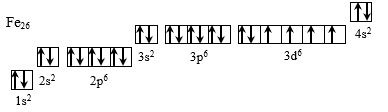 Fe₂₆
4s²
3s²
3p⁶
3d⁶
2s²
2p⁶
1s²